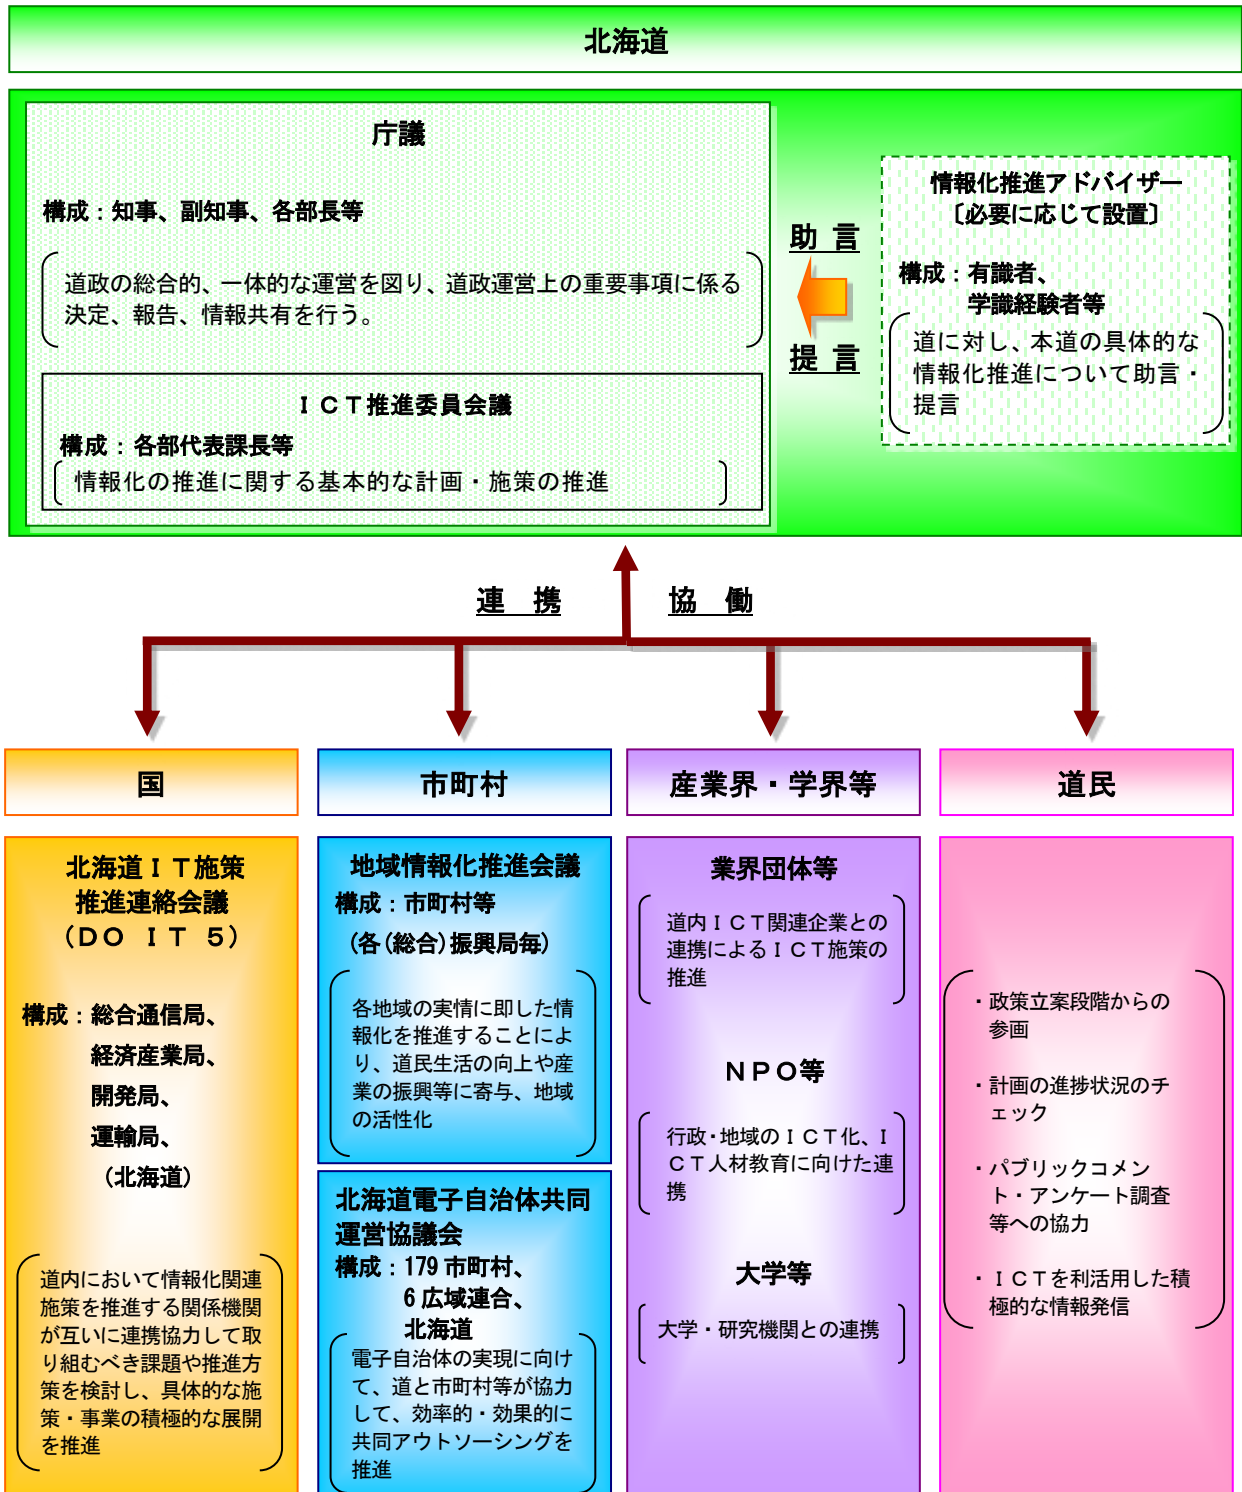 北海道
庁議
構成：知事、副知事、各部長等
道政の総合的、一体的な運営を図り、道政運営上の重要事項に係る
決定、報告、情報共有を行う。
ＩＣＴ推進委員会議
構成：各部代表課長等
情報化の推進に関する基本的な計画・施策の推進
助 言
提 言
情報化推進アドバイザー
〔必要に応じて設置〕
構成：有識者、
学識経験者等
道に対し、本道の具体的な
情報化推進について助言・
提言
連 携 協 働
国
北海道ＩＴ施策
推進連絡会議
（ＤＯ ＩＴ ５）
構成：総合通信局、
経済産業局、
開発局、
運輸局、
（北海道）
道内において情報化関連
施策を推進する関係機関
が互いに連携協力して取
り組むべき課題や推進方
策を検討し、具体的な施
策・事業の積極的な展開
を推進
市町村
地域情報化推進会議
構成：市町村等
（各（総合）振興局毎）
各地域の実情に即した情
報化を推進することによ
り、道民生活の向上や産
業の振興等に寄与、地域
の活性化
北海道電子自治体共同
運営協議会
構成：179 市町村、
6 広域連合、
北海道
電子自治体の実現に向け
て、道と市町村等が協力
して、効率的・効果的に
共同アウトソーシングを
推進
産業界・学界等
業界団体等
道内ＩＣＴ関連企業との
連携によるＩＣＴ施策の
推進
ＮＰＯ等
行政・地域のＩＣＴ化、Ｉ
ＣＴ人材教育に向けた連
携
大学等
大学・研究機関との連携
道民
・政策立案段階からの
参画
・計画の進捗状況のチ
ェック
・パブリックコメン
ト・アンケート調査
等への協力
・ＩＣＴを利活用した積
極的な情報発信